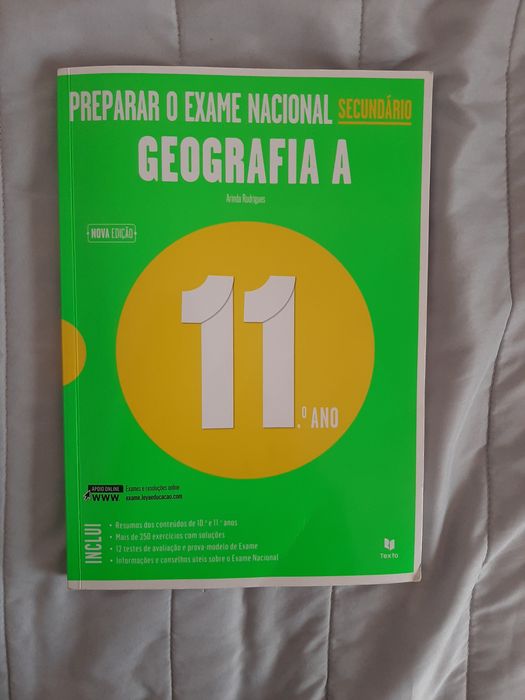 PREPARAR O EXAME NACIONAL SECUNDÁRIO
GEOGRAFIA A
Arinda Rodrigues
NOVA EDIÇÃO
11.º ANO
APOIO ONLINE
WWW.
Exames e resoluções online
exame.leyaeducacao.com
INCLUI
• Resumos dos conteúdos de 10.º e 11.º anos
• Mais de 250 exercícios com soluções
• 12 testes de avaliação e prova-modelo de Exame
• Informações e conselhos úteis sobre o Exame Nacional
Texto